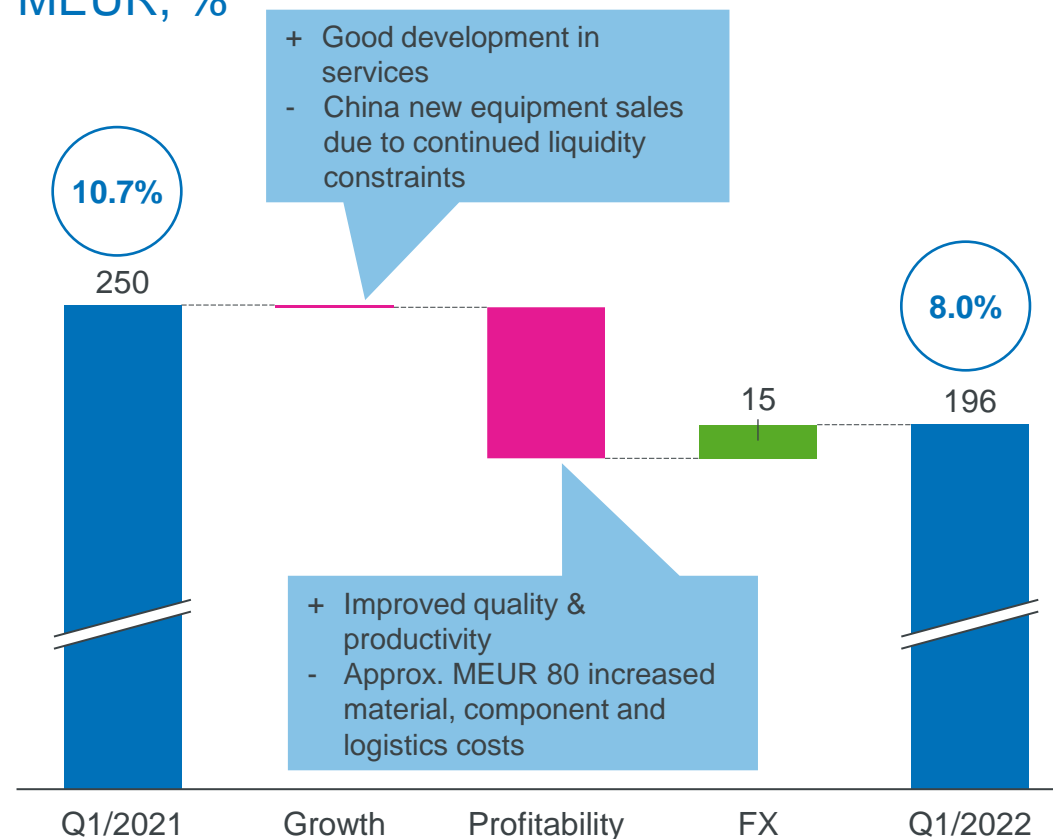 MEUR, %
+ Good development in
services
- China new equipment sales
due to continued liquidity
constraints
10.7%
250
8.0%
15
196
+ Improved quality &
productivity
- Approx. MEUR 80 increased
material, component and
logistics costs
Q1/2021 Growth Profitability FX Q1/2022